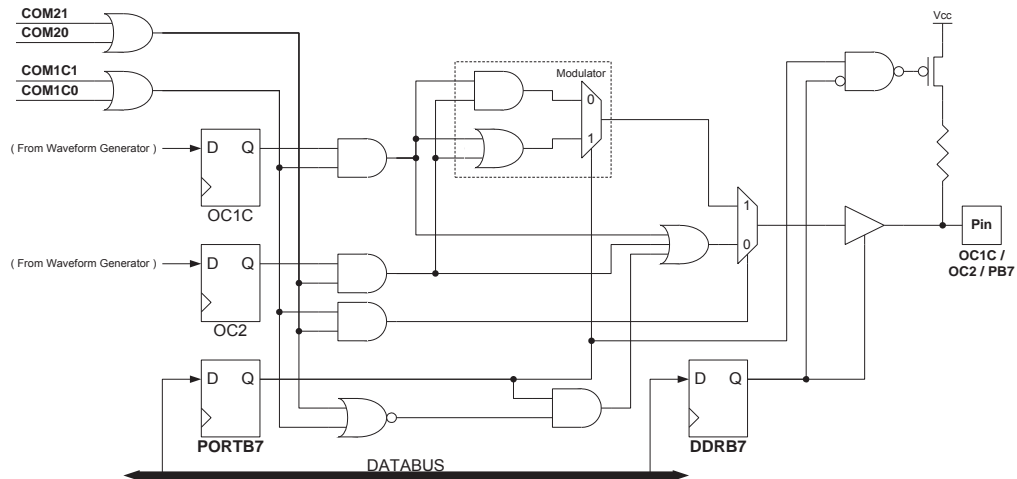 COM21
COM20
Vcc
COM1C1
COM1C0
Modulator
0
1
( From Waveform Generator )
D Q
OC1C
1
0
Pin
OC1C /
OC2 / PB7
( From Waveform Generator )
D Q
OC2
D Q
PORTB7
D Q
DDRB7
DATABUS